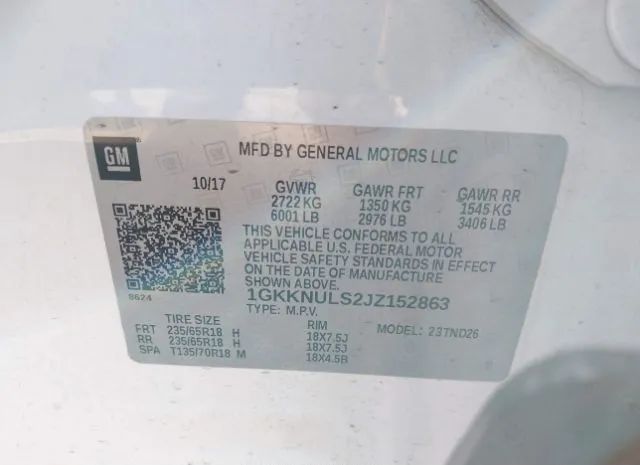 GM
MFD BY GENERAL MOTORS LLC
10/17 GVWR GAWR FRT GAWR RR
2722 KG 1350 KG 1545 KG
6001 LB 2976 LB 3406 LB
THIS VEHICLE CONFORMS TO ALL
APPLICABLE U.S. FEDERAL MOTOR
VEHICLE SAFETY STANDARDS IN EFFECT
ON THE DATE OF MANUFACTURE
SHOWN ABOVE.
8624 1GKKNULS2JZ152863
TYPE: M.P.V. MODEL: 23TND26
TIRE SIZE RIM
FRT 235/65R18 H 18X7.5J
RR 235/65R18 H 18X7.5J
SPA T135/70R18 M 18X4.5B